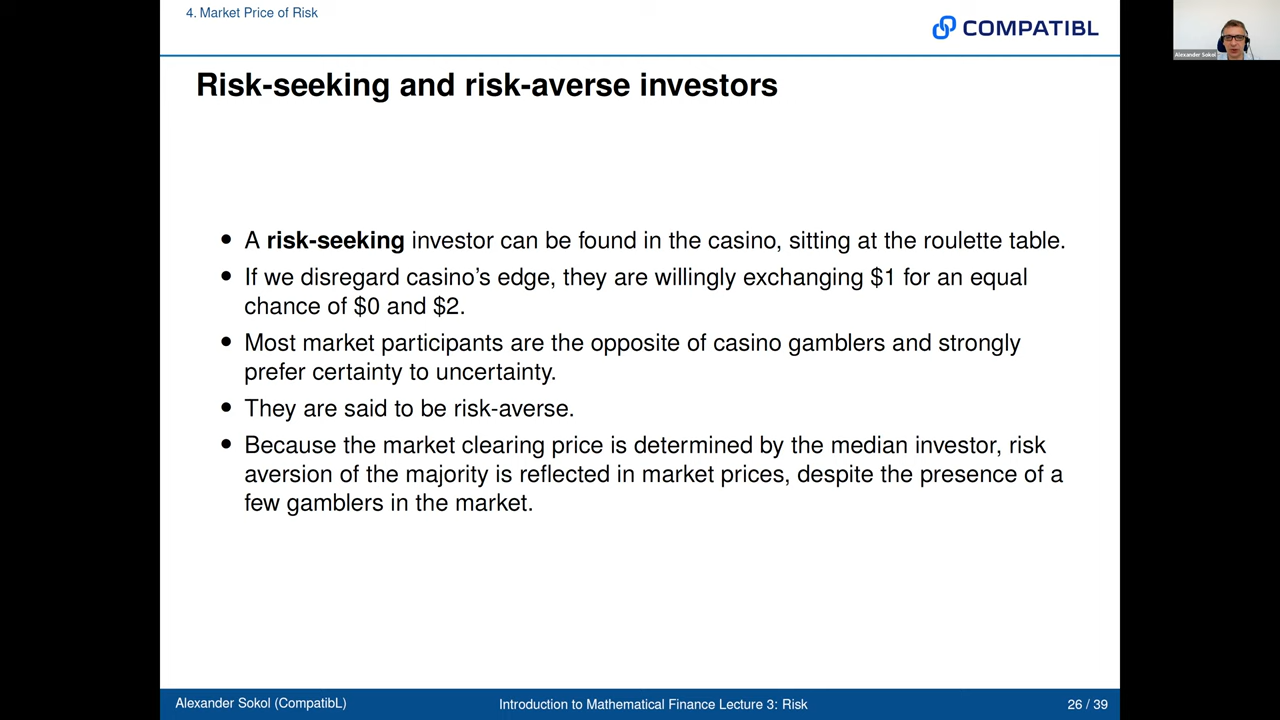 4. Market Price of Risk
COMPATIBL
Alexander Sokol
Risk-seeking and risk-averse investors
• A risk-seeking investor can be found in the casino, sitting at the roulette table.
• If we disregard casino's edge, they are willingly exchanging $1 for an equal
chance of $0 and $2.
• Most market participants are the opposite of casino gamblers and strongly
prefer certainty to uncertainty.
• They are said to be risk-averse.
• Because the market clearing price is determined by the median investor, risk
aversion of the majority is reflected in market prices, despite the presence of a
few gamblers in the market.
Alexander Sokol (CompatibL)
Introduction to Mathematical Finance Lecture 3: Risk
26 / 39